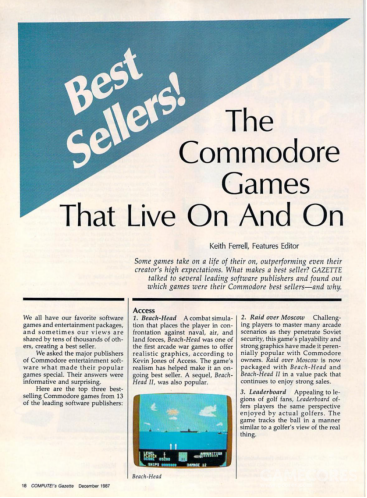 Best
Sellers!
The
Commodore
Games
That Live On And On
Keith Ferrell, Features Editor
Some games take on a life of their on, outperforming even their
creator's high expectations. What makes a best seller? GAZETTE
talked to several leading software publishers and found out
which games were their Commodore best sellers—and why.
We all have our favorite software
games and entertainment packages,
and sometimes our views are
shared by tens of thousands of oth-
ers, creating a best seller.
We asked the major publishers
of Commodore entertainment soft-
ware what made their popular
games special. Their answers were
informative and surprising.
Here are the top three best-
selling Commodore games from 13
of the leading software publishers:
Access
1. Beach-Head A combat simula-
tion that places the player in con-
frontation against naval, air, and
land forces, Beach-Head was one of
the first arcade war games to offer
realistic graphics, according to
Kevin Jones of Access. The game's
realism has helped make it an on-
going best seller. A sequel, Beach-
Head II, was also popular.
Beach-Head
2. Raid over Moscow Challeng-
ing players to master many arcade
scenarios as they penetrate Soviet
security, this game's playability and
strong graphics have made it peren-
nially popular with Commodore
owners. Raid over Moscow is now
packaged with Beach-Head and
Beach-Head II in a value pack that
continues to enjoy strong sales.
3. Leaderboard Appealing to le-
gions of golf fans, Leaderboard of-
fers players the same perspective
enjoyed by actual golfers. The
game tracks the ball in a manner
similar to a golfer's view of the real
thing.
18 COMPUTE!'s Gazette December 1987